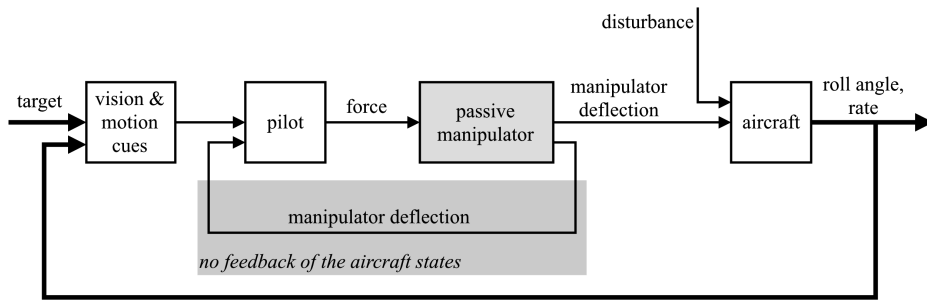 disturbance
target
vision &
motion
cues
pilot
force
passive
manipulator
manipulator
deflection
aircraft
roll angle,
rate
manipulator deflection
no feedback of the aircraft states